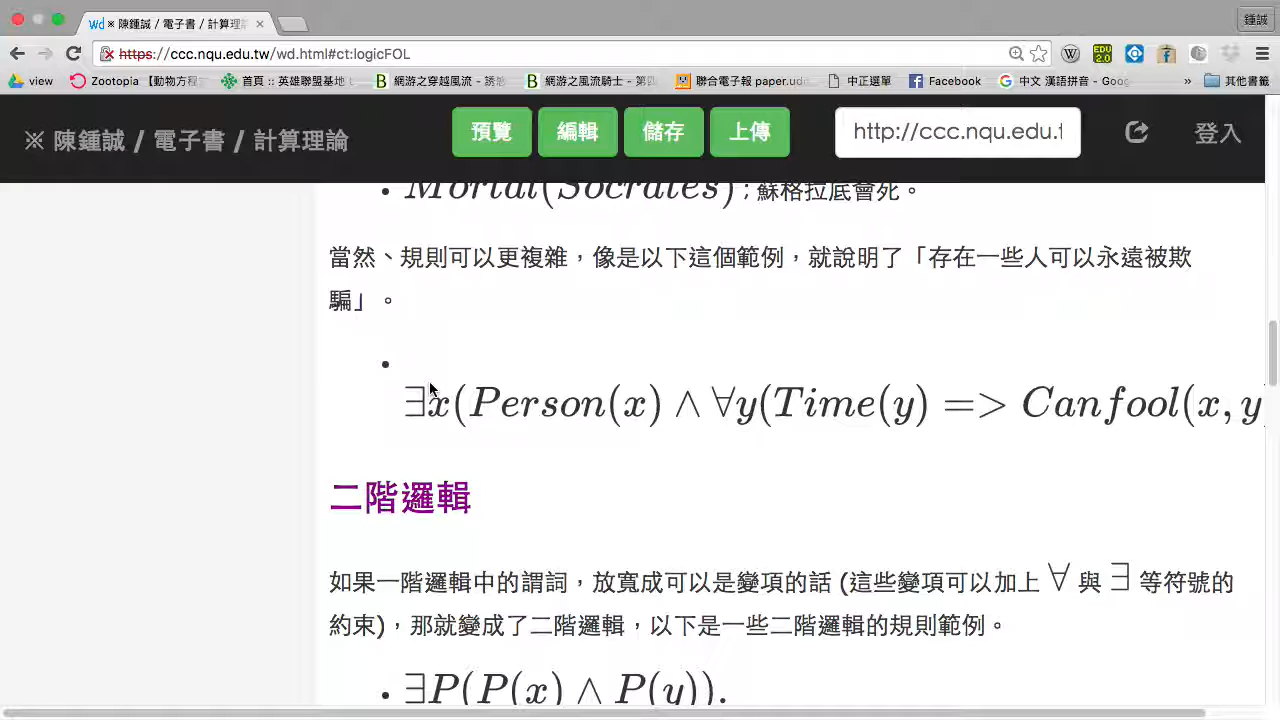 wd ※ 陳鍾誠 / 電子書 / 計算理論
鍾誠
https://ccc.nqu.edu.tw/wd.html#ct:logicFOL
view Zootopia 【動物方程 首頁 :: 英雄聯盟基地 網游之穿越風流 - 網游之風流騎士 - 第四 聯合電子報 paper.ude 中正選單 Facebook 中文 漢語拼音 - Goog » 其他書籤
※ 陳鍾誠 / 電子書 / 計算理論 預覽 編輯 儲存 上傳 http://ccc.nqu.edu.t 登入
• Mortal(Socrates) ; 蘇格拉底會死。
當然、規則可以更複雜，像是以下這個範例，就說明了「存在一些人可以永遠被欺
騙」。
•
∃x(Person(x) ∧ ∀y(Time(y) => Canfool(x, y
二階邏輯
如果一階邏輯中的謂詞，放寬成可以是變項的話 (這些變項可以加上 ∀ 與 ∃ 等符號的
約束)，那就變成了二階邏輯，以下是一些二階邏輯的規則範例。
• ∃P(P(x) ∧ P(y)).